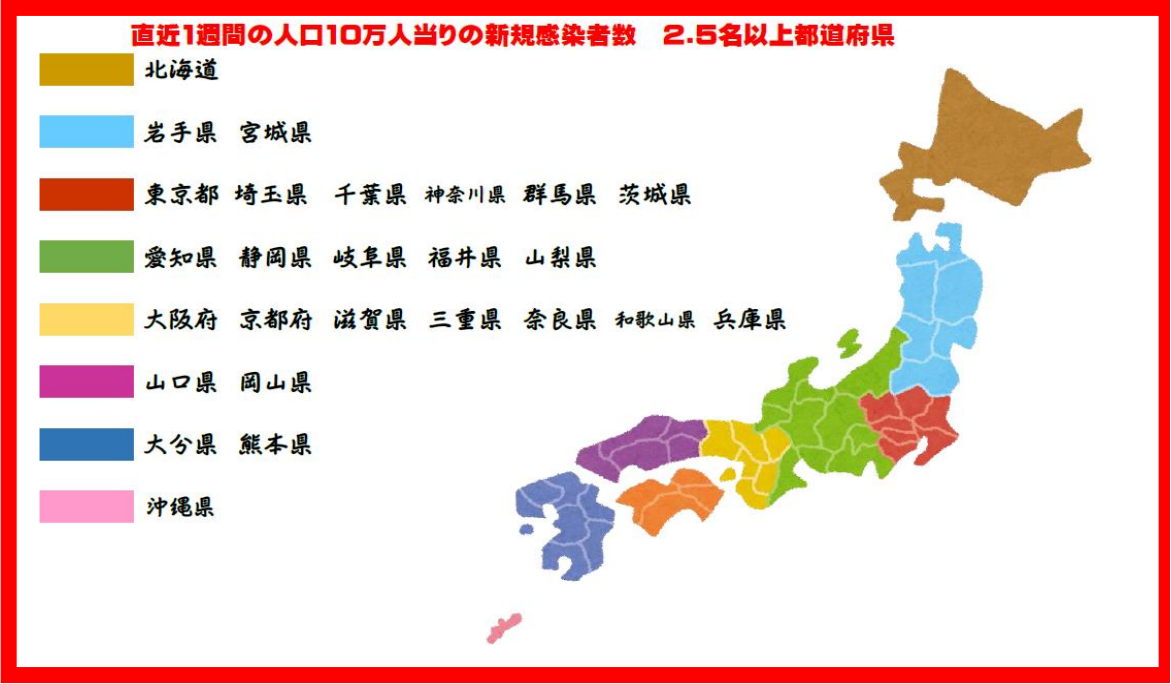 直近1週間の人口10万人当りの新規感染者数　2.5名以上都道府県
北海道
岩手県　宮城県
東京都　埼玉県　千葉県　神奈川県　群馬県　茨城県
愛知県　静岡県　岐阜県　福井県　山梨県
大阪府　京都府　滋賀県　三重県　奈良県　和歌山県　兵庫県
山口県　岡山県
大分県　熊本県
沖縄県